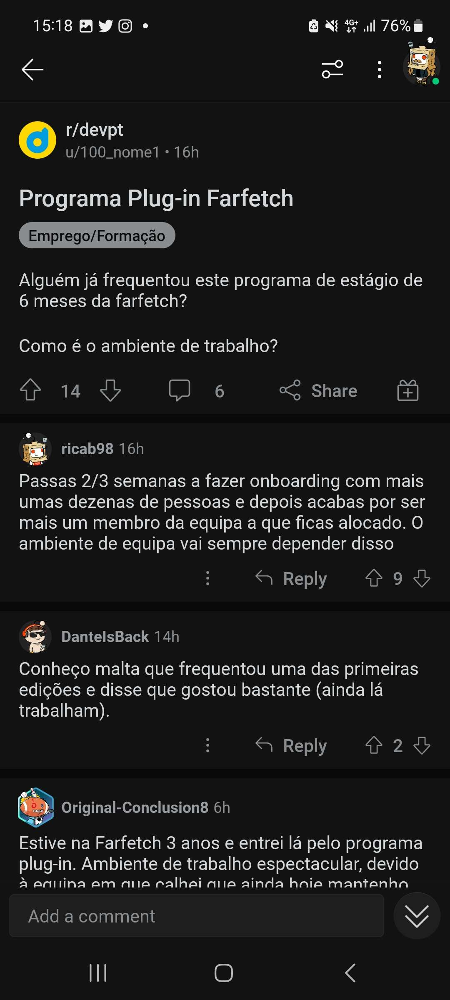 15:18
4G+
76%
r/devpt
u/100_nome1 • 16h
Programa Plug-in Farfetch
Emprego/Formação
Alguém já frequentou este programa de estágio de
6 meses da farfetch?
Como é o ambiente de trabalho?
14
6
Share
ricab98 16h
Passas 2/3 semanas a fazer onboarding com mais
umas dezenas de pessoas e depois acabas por ser
mais um membro da equipa a que ficas alocado. O
ambiente de equipa vai sempre depender disso
Reply
9
DanteIsBack 14h
Conheço malta que frequentou uma das primeiras
edições e disse que gostou bastante (ainda lá
trabalham).
Reply
2
Original-Conclusion8 6h
Estive na Farfetch 3 anos e entrei lá pelo programa
plug-in. Ambiente de trabalho espectacular, devido
à equipa em que calhei que ainda hoje mantenho
Add a comment